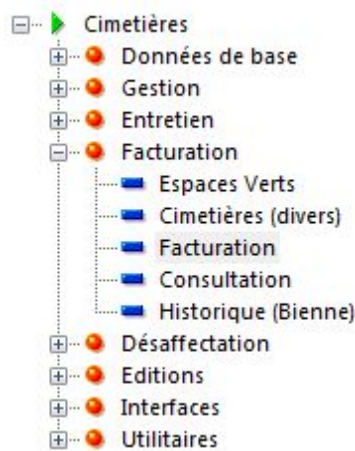 Cimetières
Données de base
Gestion
Entretien
Facturation
Espaces Verts
Cimetières (divers)
Facturation
Consultation
Historique (Bienne)
Désaffectation
Editions
Interfaces
Utilitaires